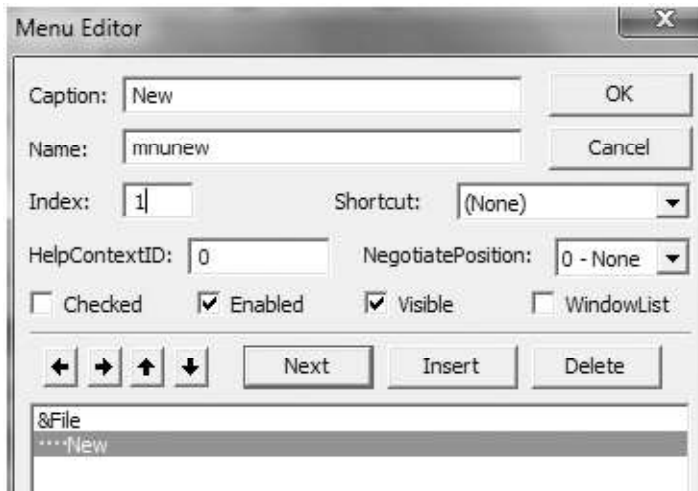 Menu Editor
Caption: New OK
Name: mnunew Cancel
Index: 1 Shortcut: (None)
HelpContextID: 0 NegotiatePosition: 0 - None
Checked Enabled Visible WindowList
Next Insert Delete
&File
····New